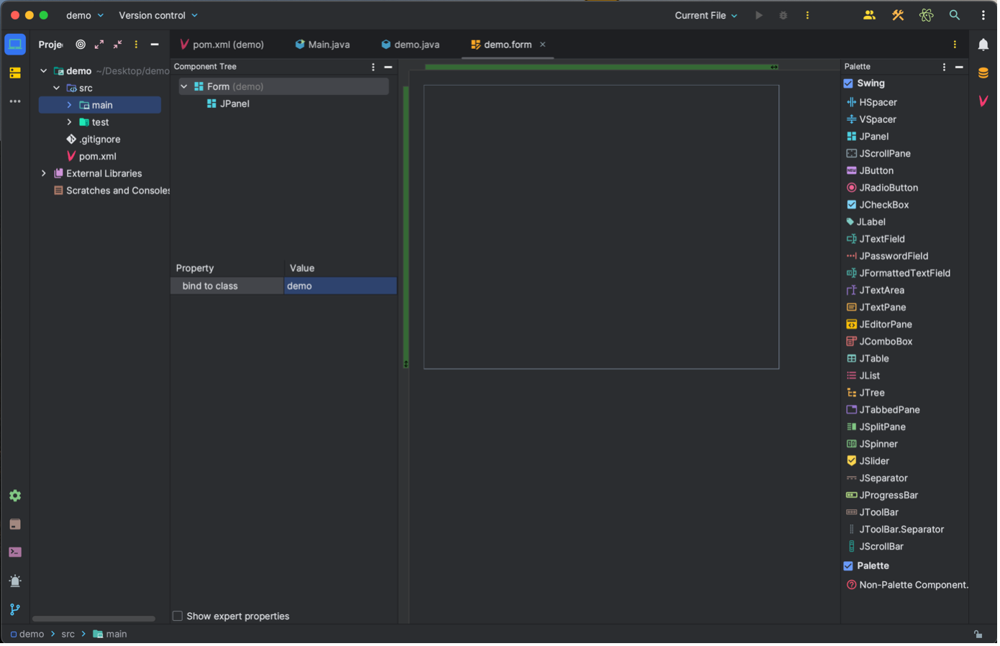 demo
Version control
Current File
Proje
pom.xml (demo)
Main.java
demo.java
demo.form
demo ~/Desktop/demo
src
main
test
.gitignore
pom.xml
External Libraries
Scratches and Consoles
Component Tree
Form (demo)
JPanel
Property Value
bind to class demo
Show expert properties
Palette
Swing
HSpacer
VSpacer
JPanel
JScrollPane
JButton
JRadioButton
JCheckBox
JLabel
JTextField
JPasswordField
JFormattedTextField
JTextArea
JTextPane
JEditorPane
JComboBox
JTable
JList
JTree
JTabbedPane
JSplitPane
JSpinner
JSlider
JSeparator
JProgressBar
JToolBar
JToolBar.Separator
JScrollBar
Palette
Non-Palette Component.
demo > src > main